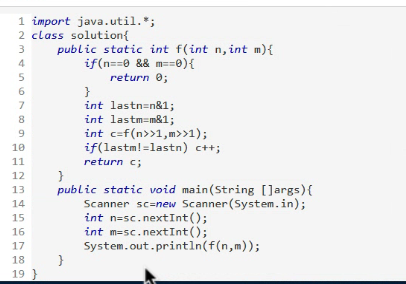 1 import java.util.*;
2 class solution{
3 public static int f(int n,int m){
4 if(n==0 && m==0){
5 return 0;
6 }
7 int lastn=n&1;
8 int lastm=m&1;
9 int c=f(n>>1,m>>1);
10 if(lastm!=lastn) c++;
11 return c;
12 }
13 public static void main(String []args){
14 Scanner sc=new Scanner(System.in);
15 int n=sc.nextInt();
16 int m=sc.nextInt();
17 System.out.println(f(n,m));
18 }
19 }